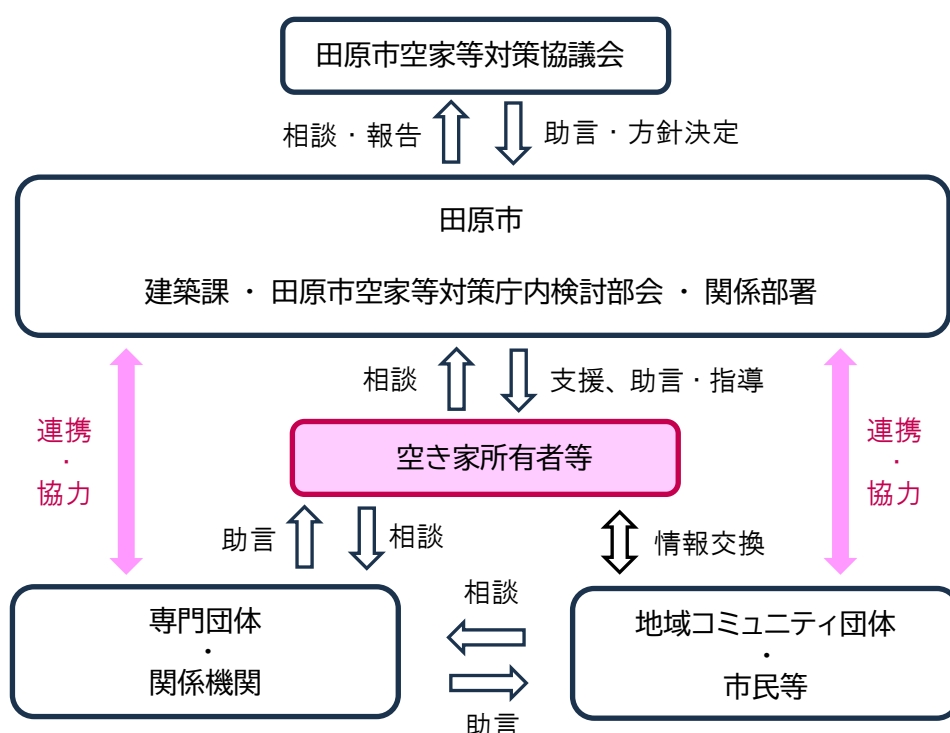 田原市空家等対策協議会
相談・報告
助言・方針決定
田原市
建築課 ・ 田原市空家等対策庁内検討部会 ・ 関係部署
相談
支援、助言・指導
連携
・
協力
空き家所有者等
連携
・
協力
助言
相談
情報交換
専門団体
・
関係機関
相談
助言
地域コミュニティ団体
・
市民等